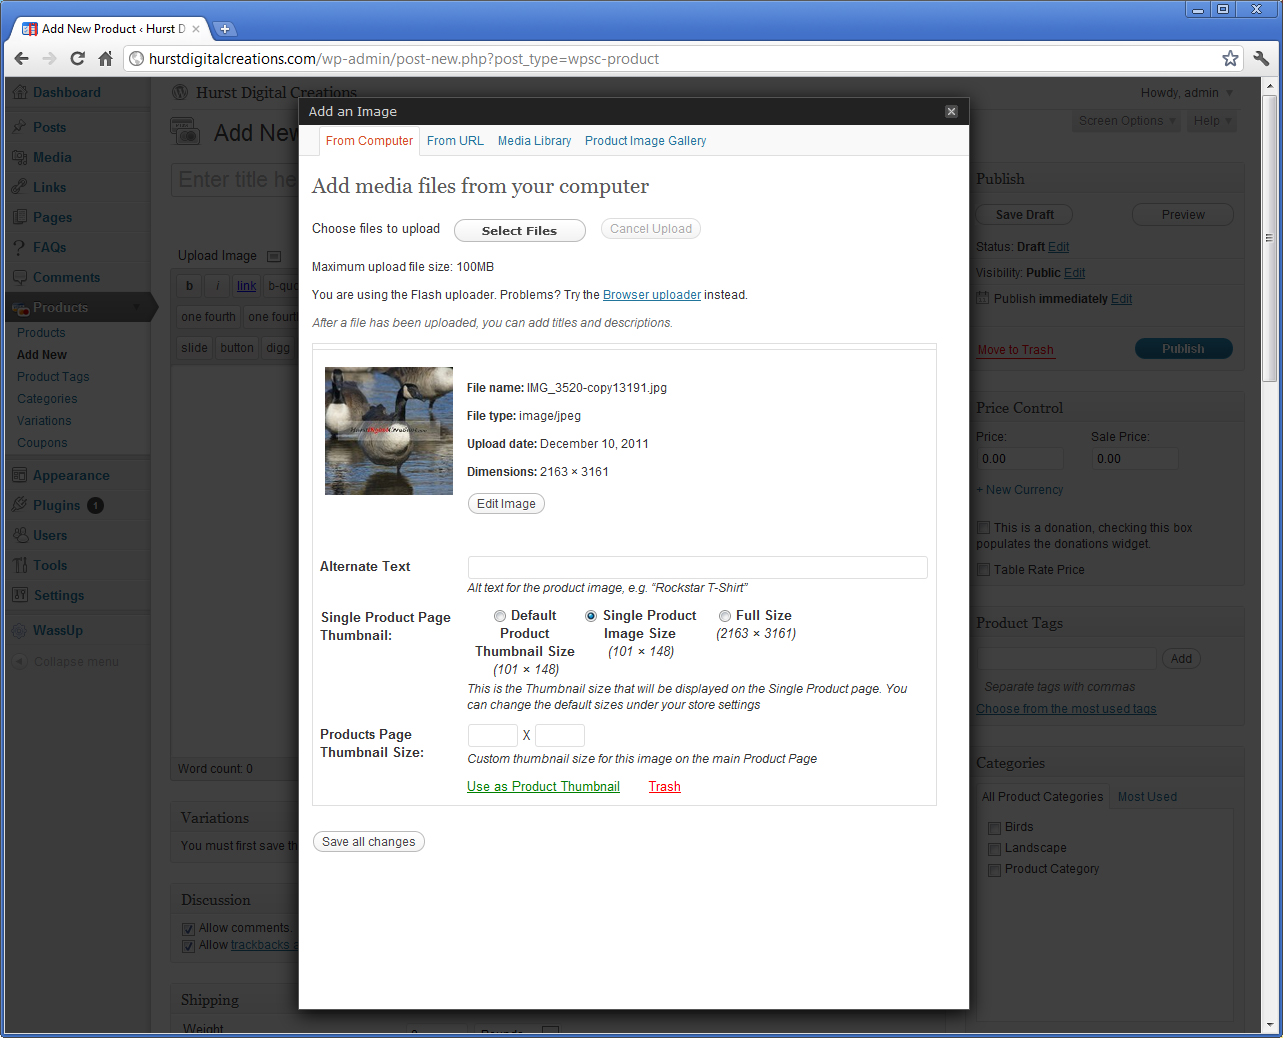 Add New Product ‹ Hurst D
hurstdigitalcreations.com/wp-admin/post-new.php?post_type=wpsc-product
Dashboard
Posts
Media
Links
Pages
FAQs
Comments
Products
Products
Add New
Product Tags
Categories
Variations
Coupons
Appearance
Plugins 1
Users
Tools
Settings
WassUp
Collapse menu
Hurst Digital Creations
Howdy, admin
Screen Options
Help
Add New
Enter title he
Upload Image
b i link b-quo
one fourth one fourt
slide button digg
Word count: 0
Variations
You must first save th
Discussion
Allow comments.
Allow trackbacks a
Shipping
Weight
Add an Image
From Computer From URL Media Library Product Image Gallery
Add media files from your computer
Choose files to upload Select Files Cancel Upload
Maximum upload file size: 100MB
You are using the Flash uploader. Problems? Try the Browser uploader instead.
After a file has been uploaded, you can add titles and descriptions.
HurstDigitalCreations.com
File name: IMG_3520-copy13191.jpg
File type: image/jpeg
Upload date: December 10, 2011
Dimensions: 2163 × 3161
Edit Image
Alternate Text
Alt text for the product image, e.g. “Rockstar T-Shirt”
Single Product Page
Thumbnail:
Default
Product
Thumbnail Size
(101 × 148)
Single Product
Image Size
(101 × 148)
Full Size
(2163 × 3161)
This is the Thumbnail size that will be displayed on the Single Product page. You
can change the default sizes under your store settings
Products Page
Thumbnail Size:
X
Custom thumbnail size for this image on the main Product Page
Use as Product Thumbnail Trash
Save all changes
Publish
Save Draft Preview
Status: Draft Edit
Visibility: Public Edit
Publish immediately Edit
Move to Trash Publish
Price Control
Price: Sale Price:
0.00 0.00
+ New Currency
This is a donation, checking this box
populates the donations widget.
Table Rate Price
Product Tags
Add
Separate tags with commas
Choose from the most used tags
Categories
All Product Categories Most Used
Birds
Landscape
Product Category